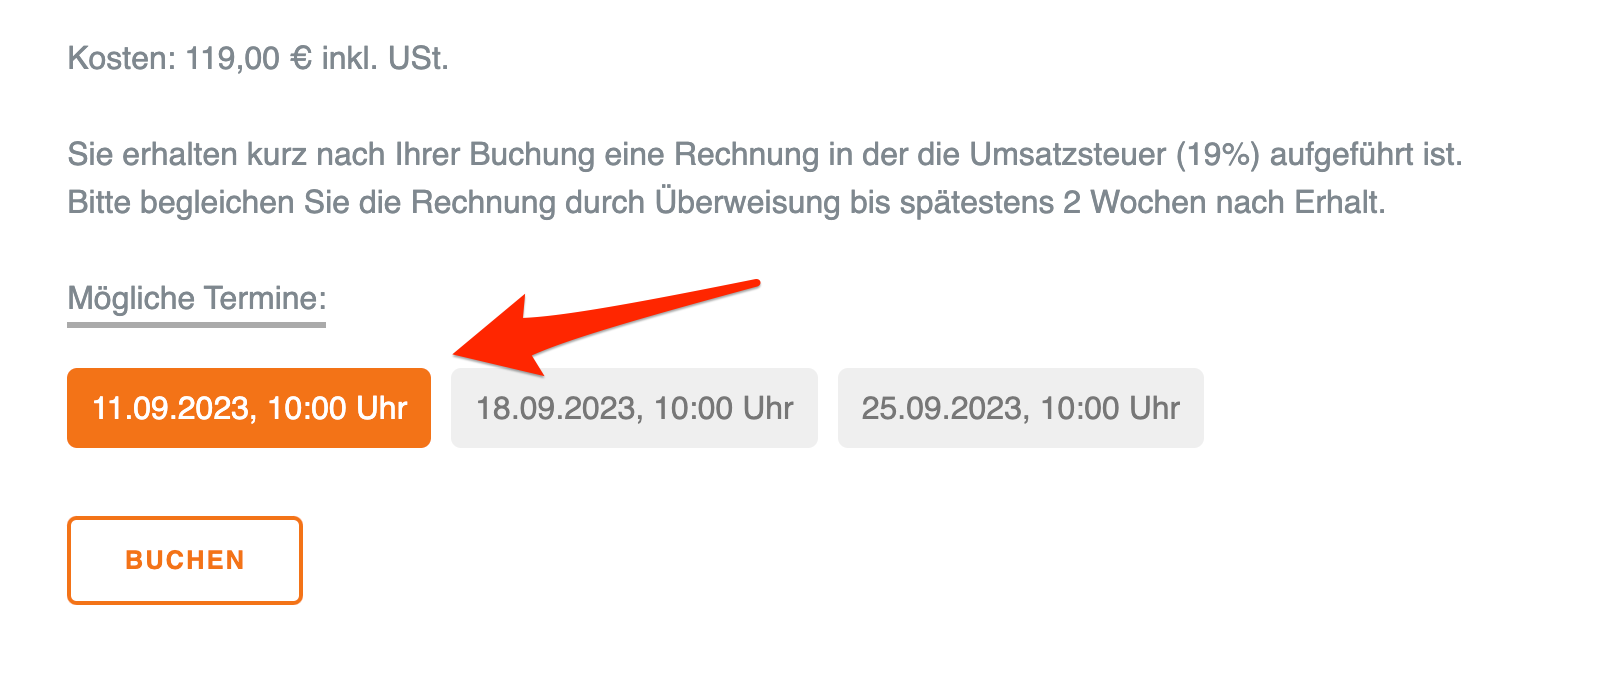 Kosten: 119,00 € inkl. USt.
Sie erhalten kurz nach Ihrer Buchung eine Rechnung in der die Umsatzsteuer (19%) aufgeführt ist.
Bitte begleichen Sie die Rechnung durch Überweisung bis spätestens 2 Wochen nach Erhalt.
Mögliche Termine:
11.09.2023, 10:00 Uhr 18.09.2023, 10:00 Uhr 25.09.2023, 10:00 Uhr
BUCHEN